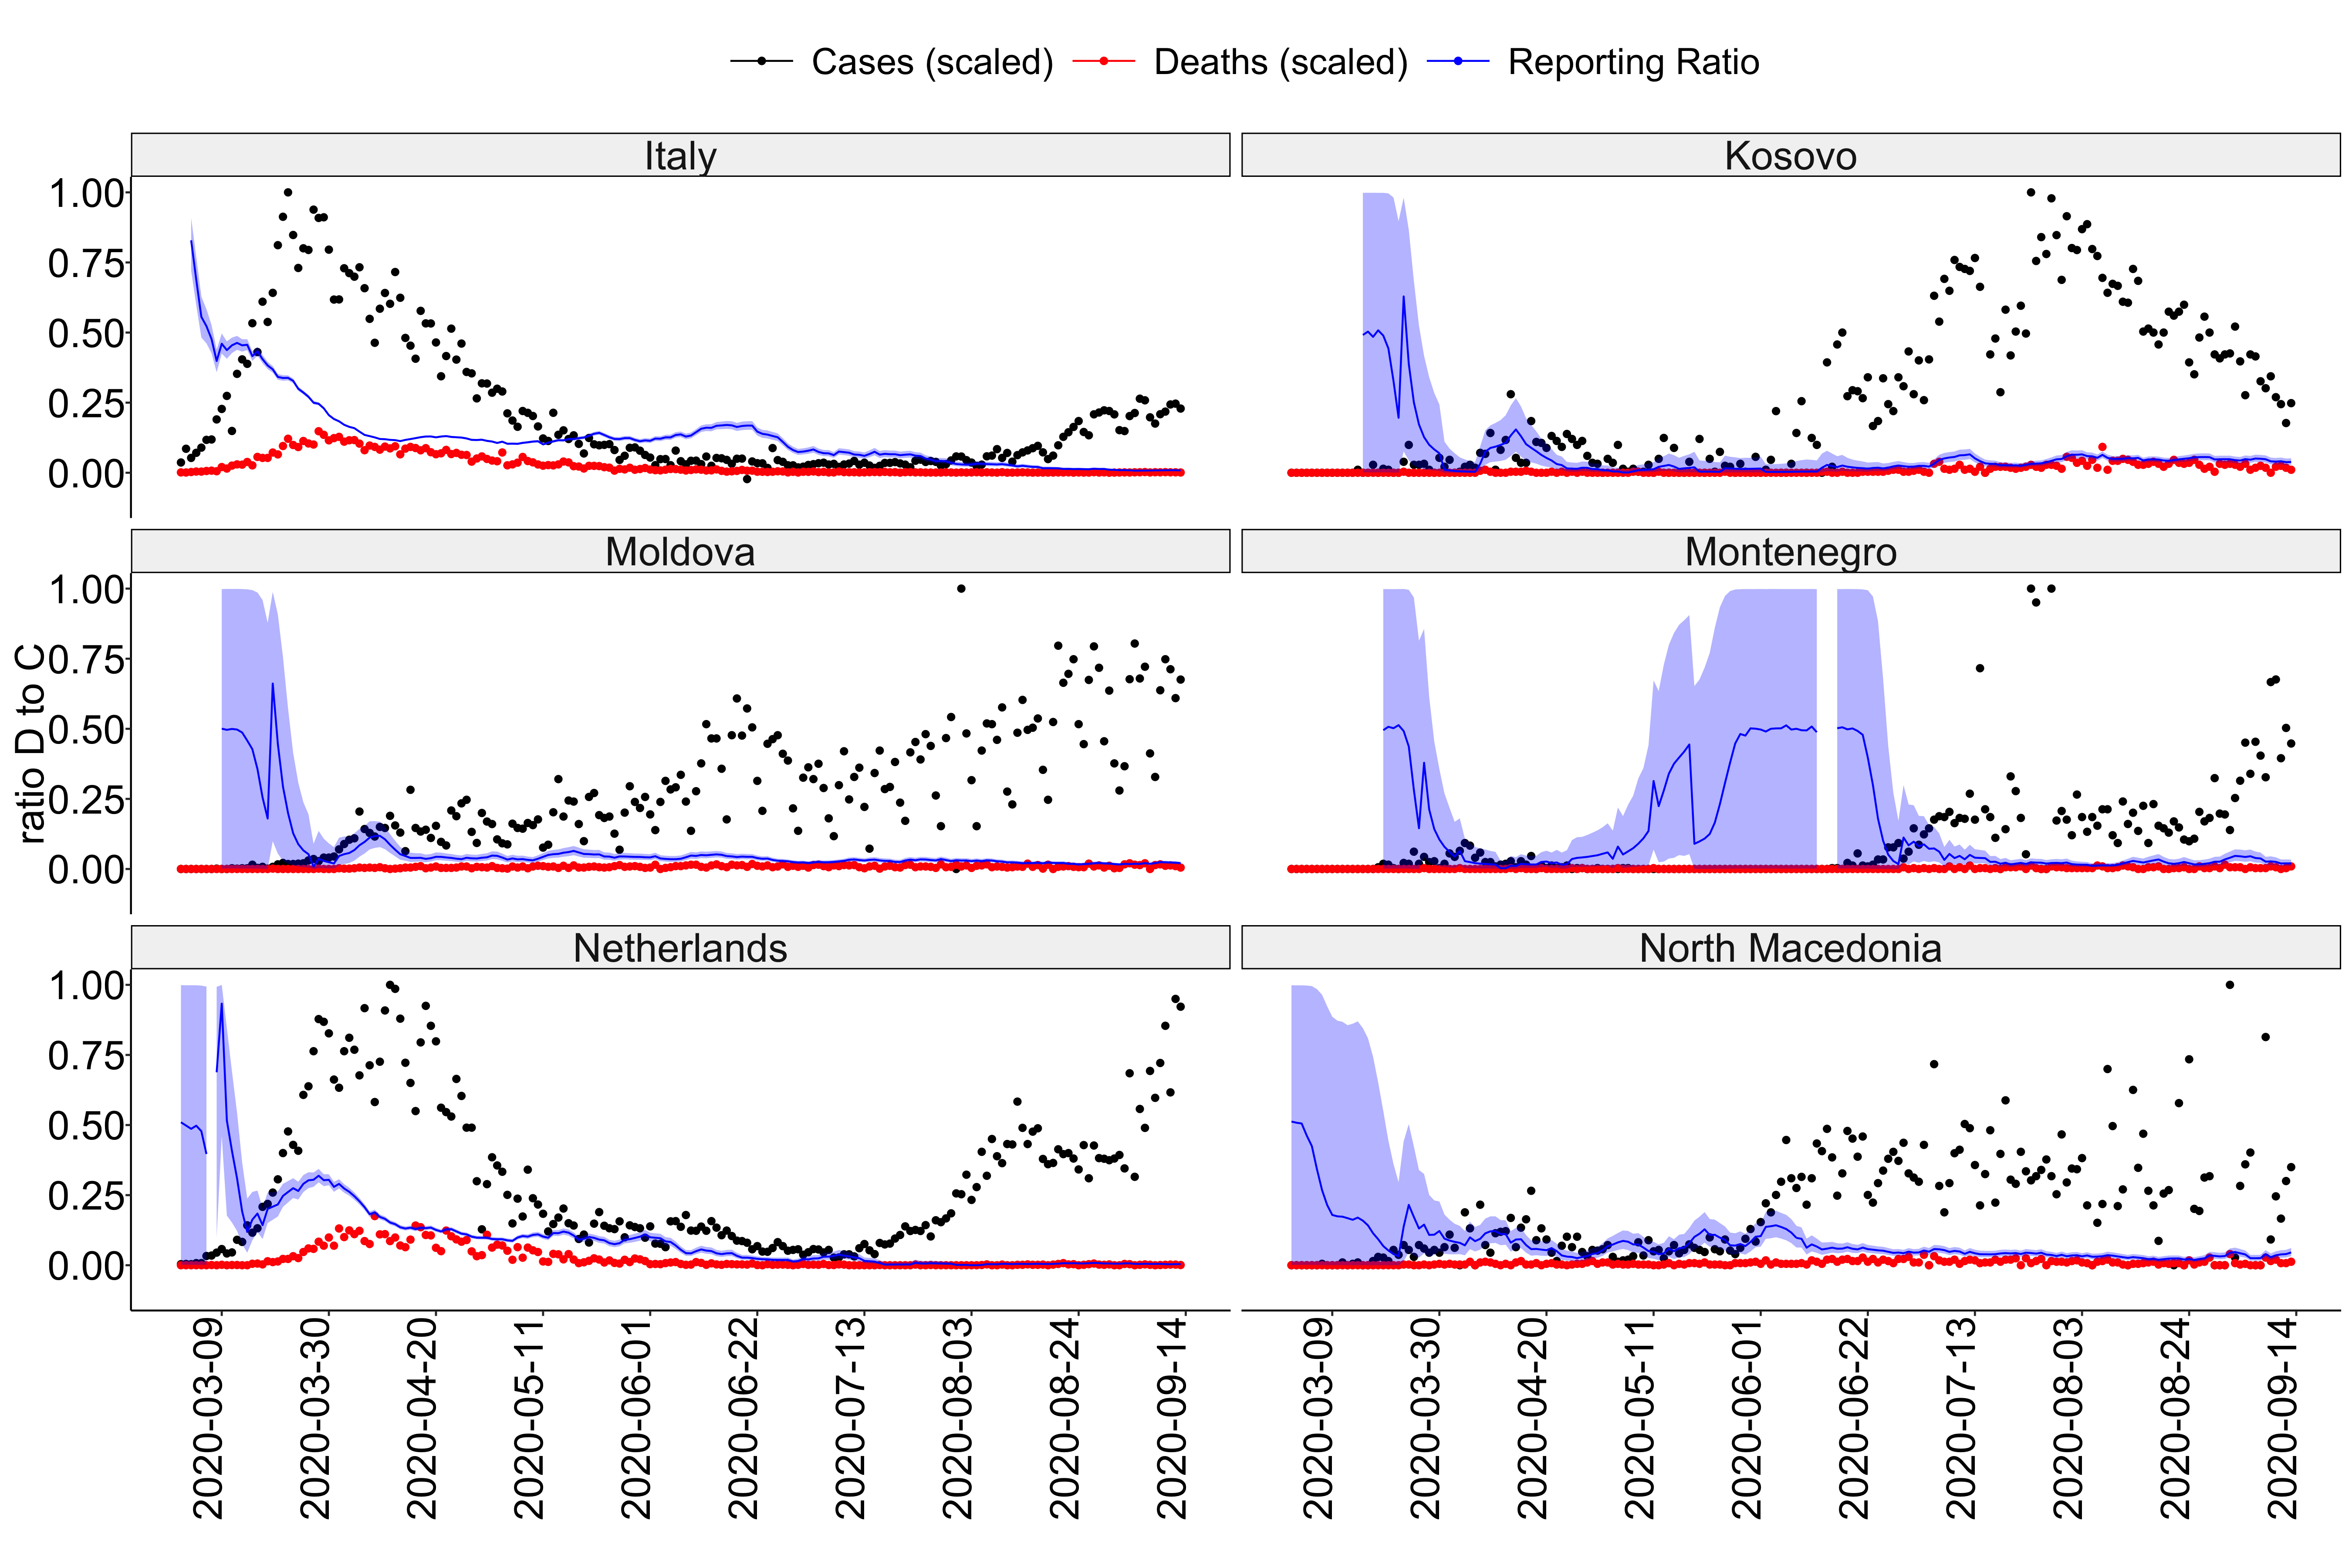 Cases (scaled) Deaths (scaled) Reporting Ratio
Italy Kosovo
1.00
0.75
0.50
0.25
0.00
Moldova Montenegro
1.00
0.75
0.50
0.25
0.00
ratio D to C
Netherlands North Macedonia
1.00
0.75
0.50
0.25
0.00
2020-03-09 2020-03-30 2020-04-20 2020-05-11 2020-06-01 2020-06-22 2020-07-13 2020-08-03 2020-08-24 2020-09-14 2020-03-09 2020-03-30 2020-04-20 2020-05-11 2020-06-01 2020-06-22 2020-07-13 2020-08-03 2020-08-24 2020-09-14